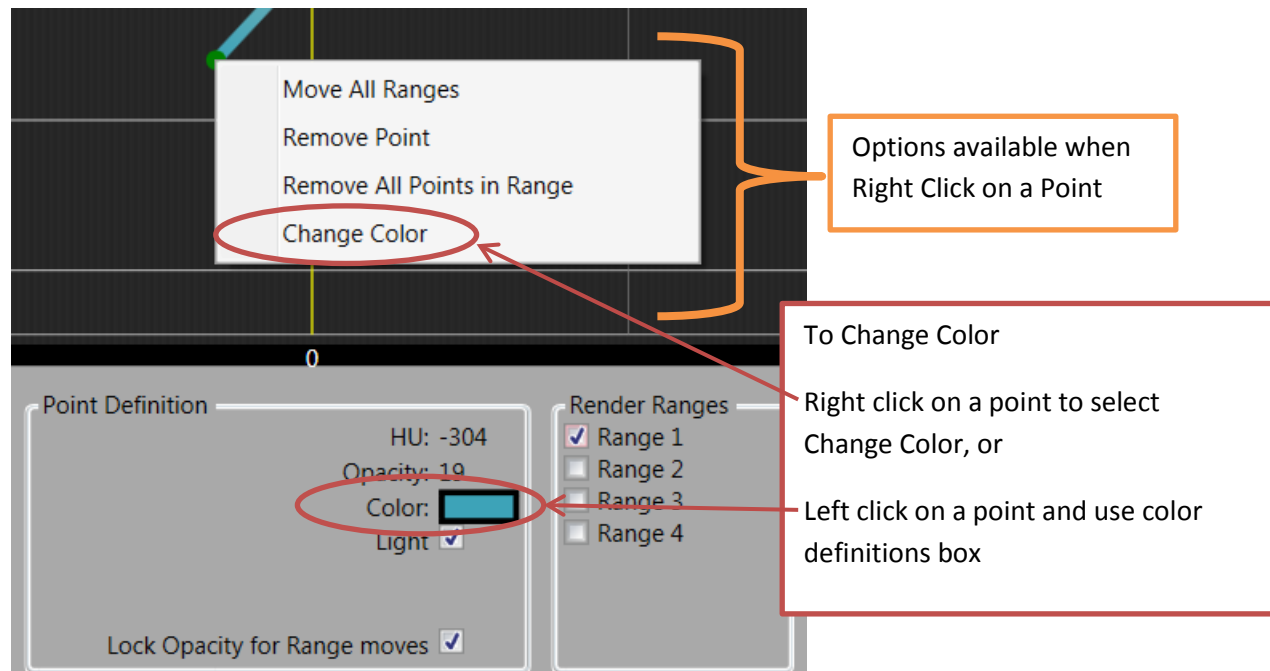 Move All Ranges
Remove Point
Remove All Points in Range
Change Color
Options available when
Right Click on a Point
0
To Change Color
Right click on a point to select
Change Color, or
Left click on a point and use color
definitions box
Point Definition
HU: -304
Opacity: 19
Color:
Light
Lock Opacity for Range moves
Render Ranges
Range 1
Range 2
Range 3
Range 4